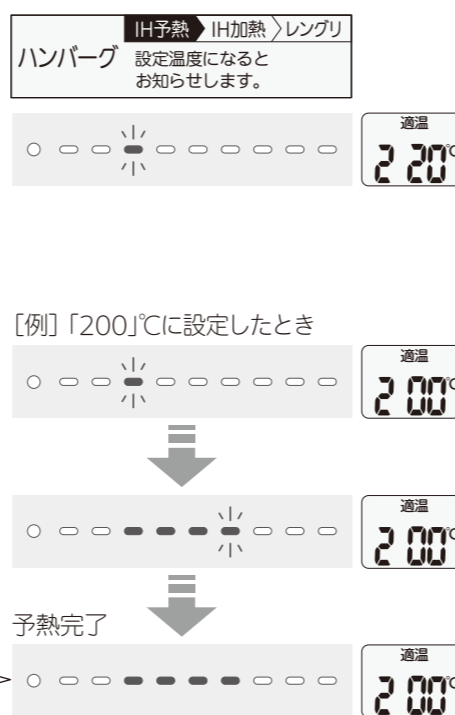 IH予熱 IH加熱 レングリ
ハンバーグ 設定温度になると
お知らせします。
適温
220℃
[例]「200」℃に設定したとき
適温
200℃
適温
200℃
予熱完了
適温
200℃